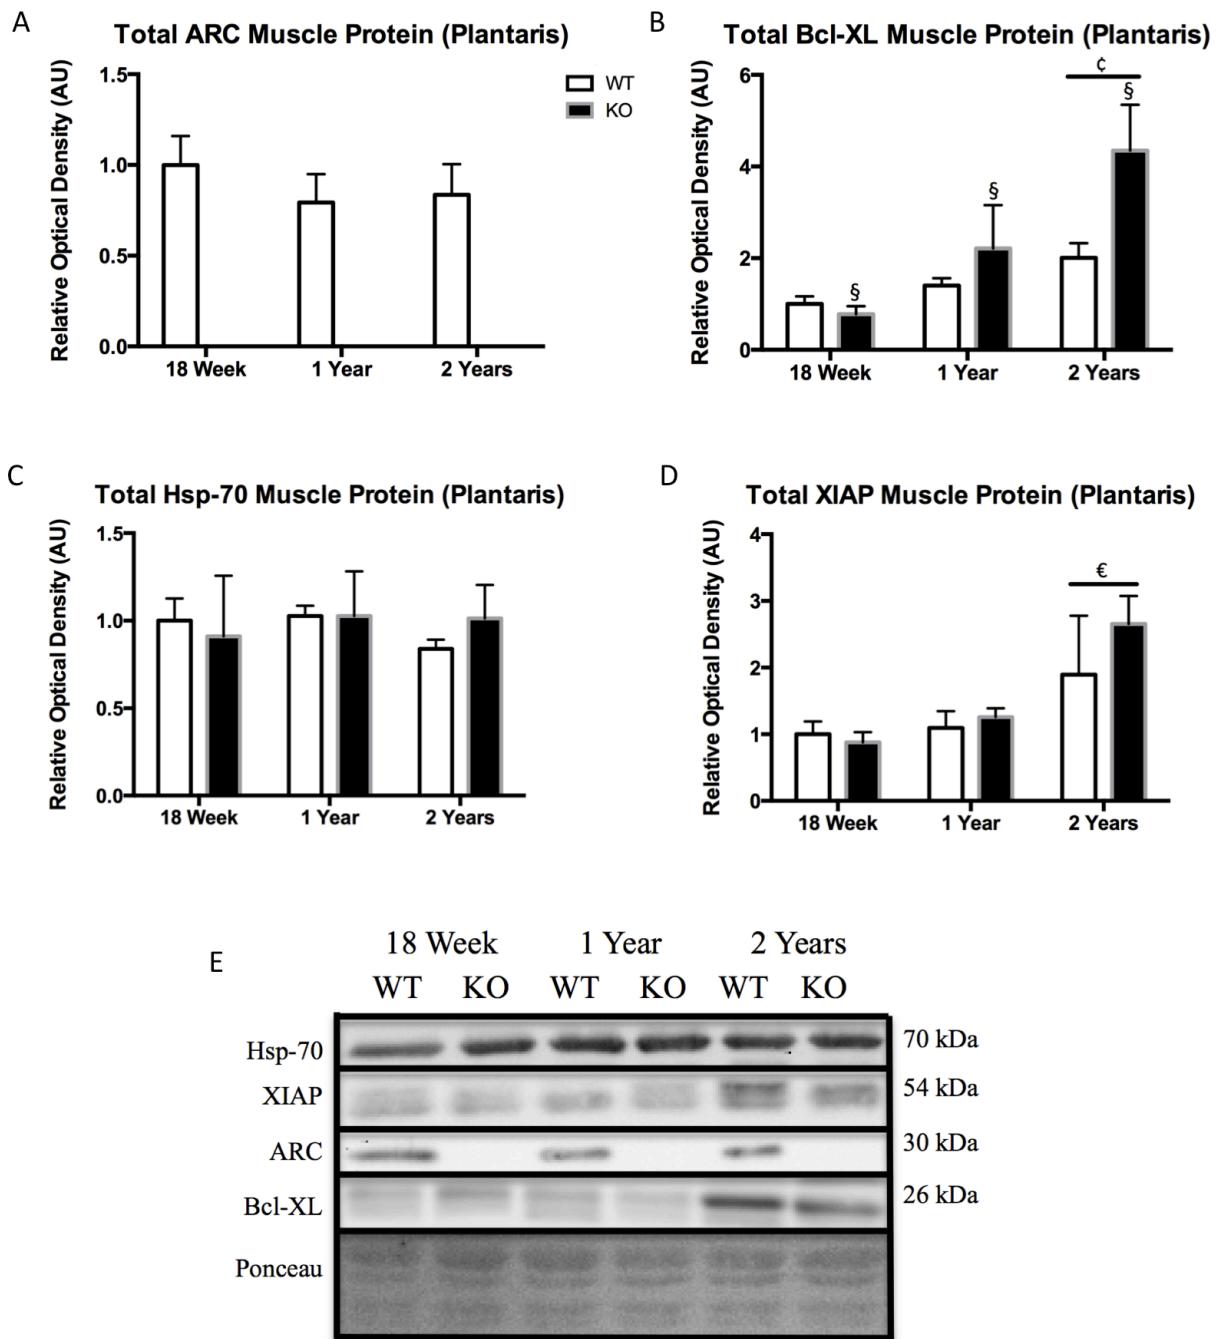 A
Total ARC Muscle Protein (Plantaris)
Relative Optical Density (AU)
1.5
1.0
0.5
0.0
18 Week 1 Year 2 Years
WT
KO
B
Total Bcl-XL Muscle Protein (Plantaris)
Relative Optical Density (AU)
6
4
2
0
§
§
¢
§
18 Week 1 Year 2 Years
C
Total Hsp-70 Muscle Protein (Plantaris)
Relative Optical Density (AU)
1.5
1.0
0.5
0.0
18 Week 1 Year 2 Years
D
Total XIAP Muscle Protein (Plantaris)
Relative Optical Density (AU)
4
3
2
1
0
€
18 Week 1 Year 2 Years
E
18 Week 1 Year 2 Years
WT KO WT KO WT KO
Hsp-70 70 kDa
XIAP 54 kDa
ARC 30 kDa
Bcl-XL 26 kDa
Ponceau